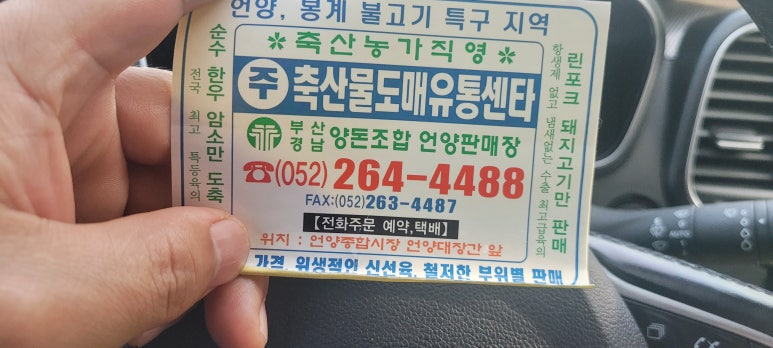 언양, 봉계 불고기 특구 지역
순수 한우 암소만 도축
전국 최고 특등육의
* 축산농가직영 *
㈜ 축산물도매유통센타
부산 경남 양돈조합 언양판매장
☎(052) 264-4488
FAX:(052)263-4487
【전화주문 예약,택배】
위치 : 언양종합시장 언양대장간 앞
가격, 위생적인 신선육, 철저한 부위별 판매
린포크 돼지고기만 판매
항생제 없고 냄새없는 수출 최고급육의
AUTO